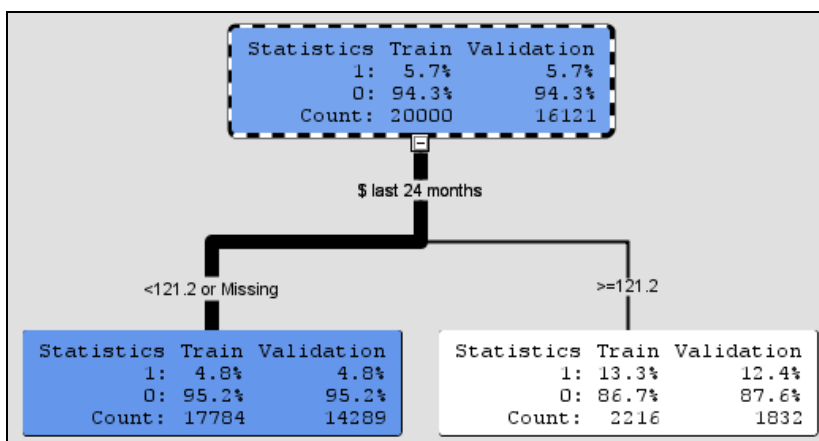 Statistics Train Validation
1: 5.7% 5.7%
0: 94.3% 94.3%
Count: 20000 16121
$ last 24 months
<121.2 or Missing
>=121.2
Statistics Train Validation
1: 4.8% 4.8%
0: 95.2% 95.2%
Count: 17784 14289
Statistics Train Validation
1: 13.3% 12.4%
0: 86.7% 87.6%
Count: 2216 1832